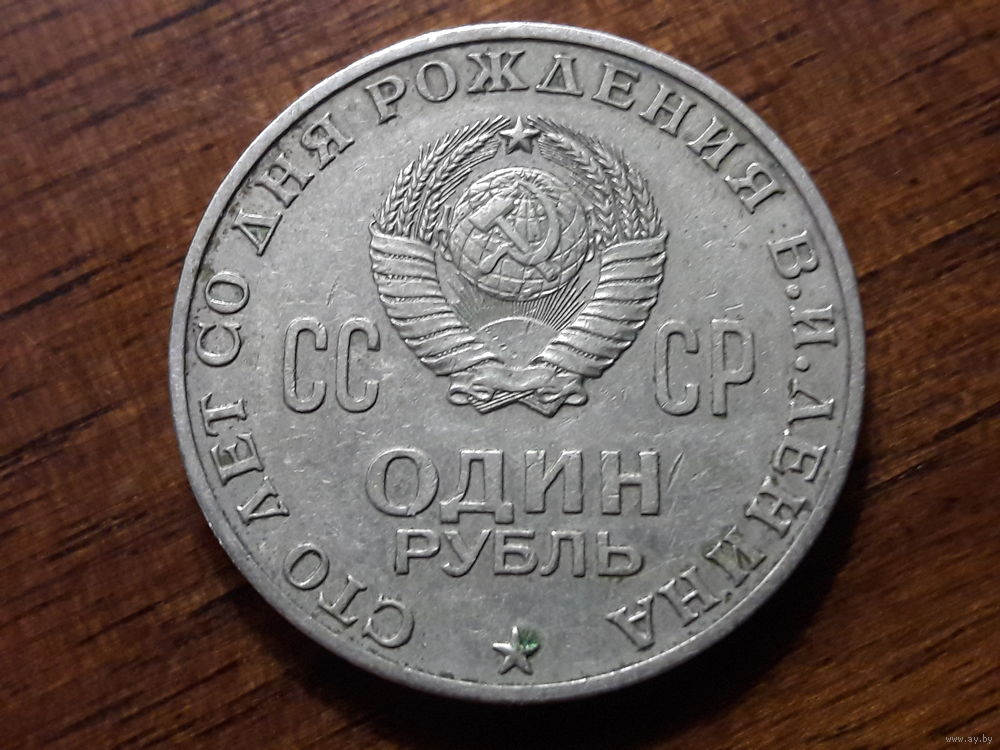 СТО ЛЕТ СО ДНЯ РОЖДЕНИЯ В.И.ЛЕНИНА
СС СР
ОДИН
РУБЛЬ
www.ay.by